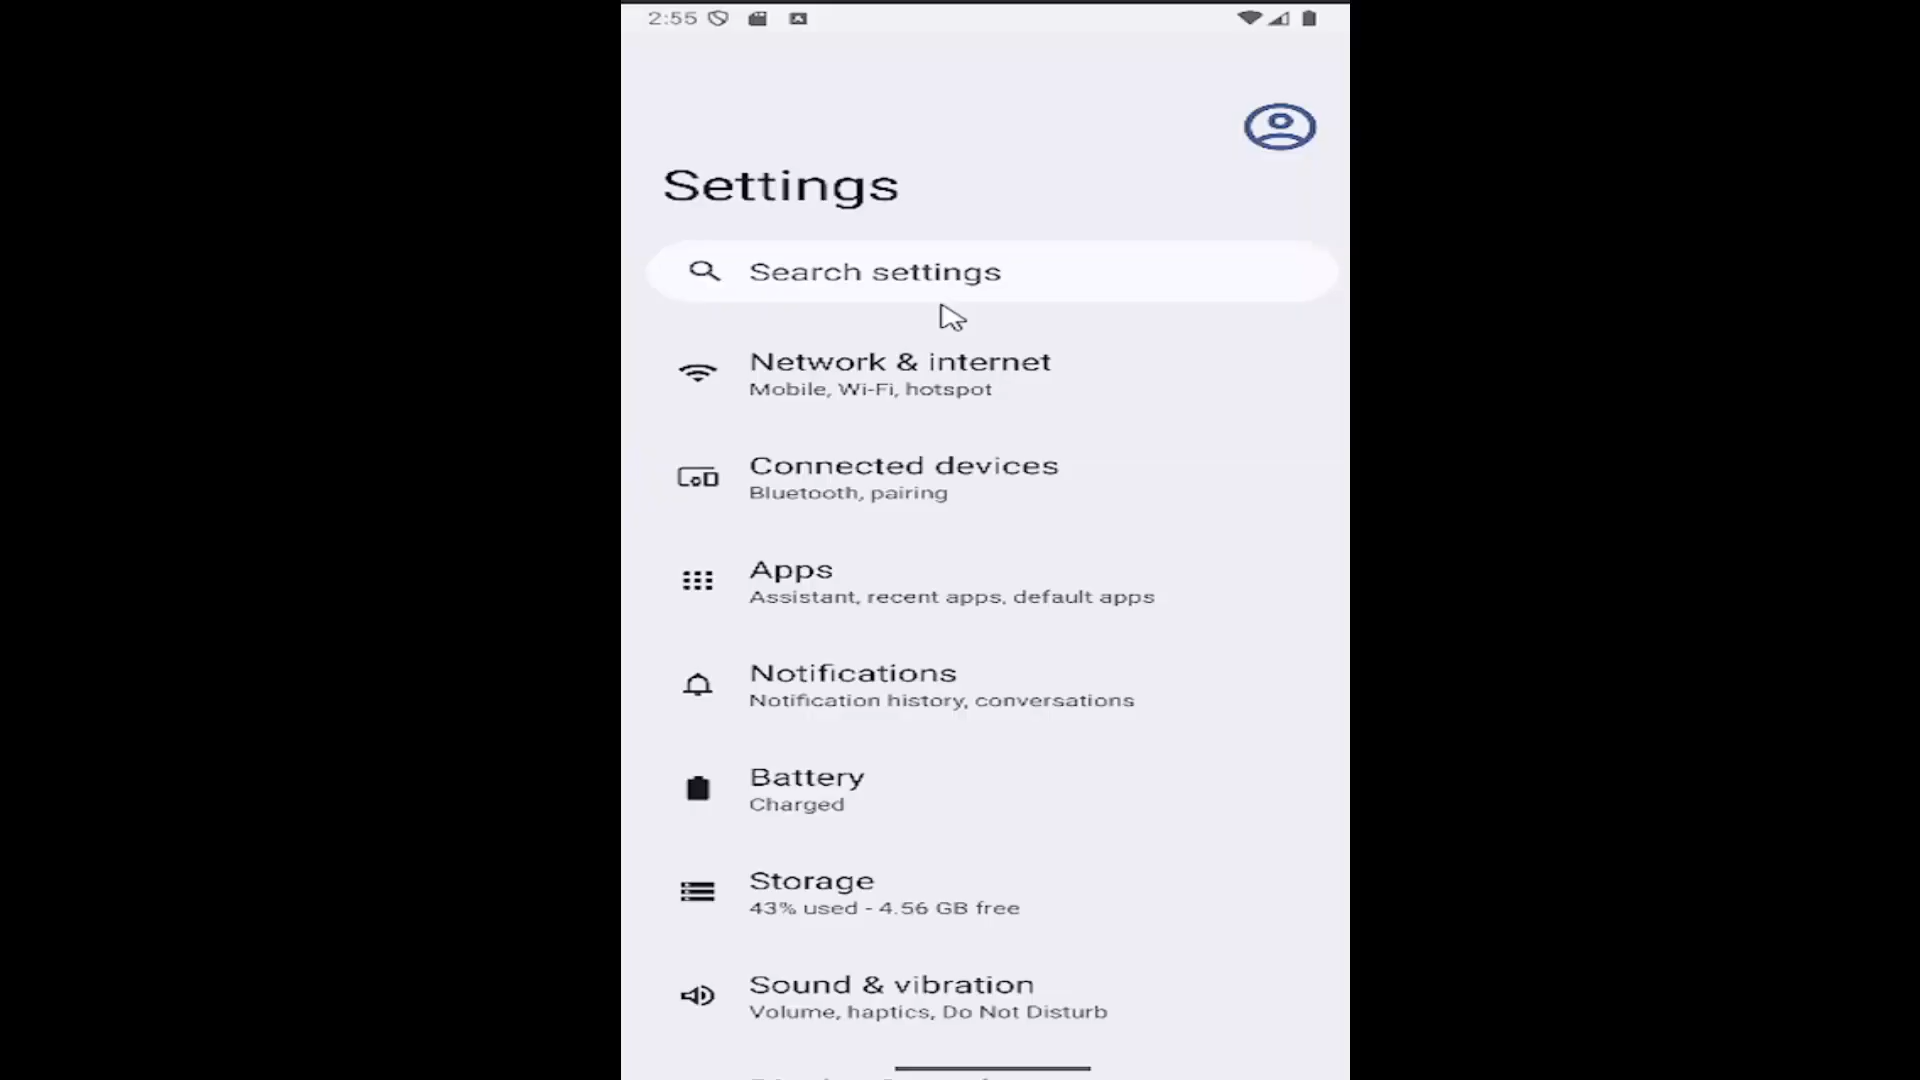 2:55
Settings
Search settings
Network & internet
Mobile, Wi-Fi, hotspot
Connected devices
Bluetooth, pairing
Apps
Assistant, recent apps, default apps
Notifications
Notification history, conversations
Battery
Charged
Storage
43% used - 4.56 GB free
Sound & vibration
Volume, haptics, Do Not Disturb